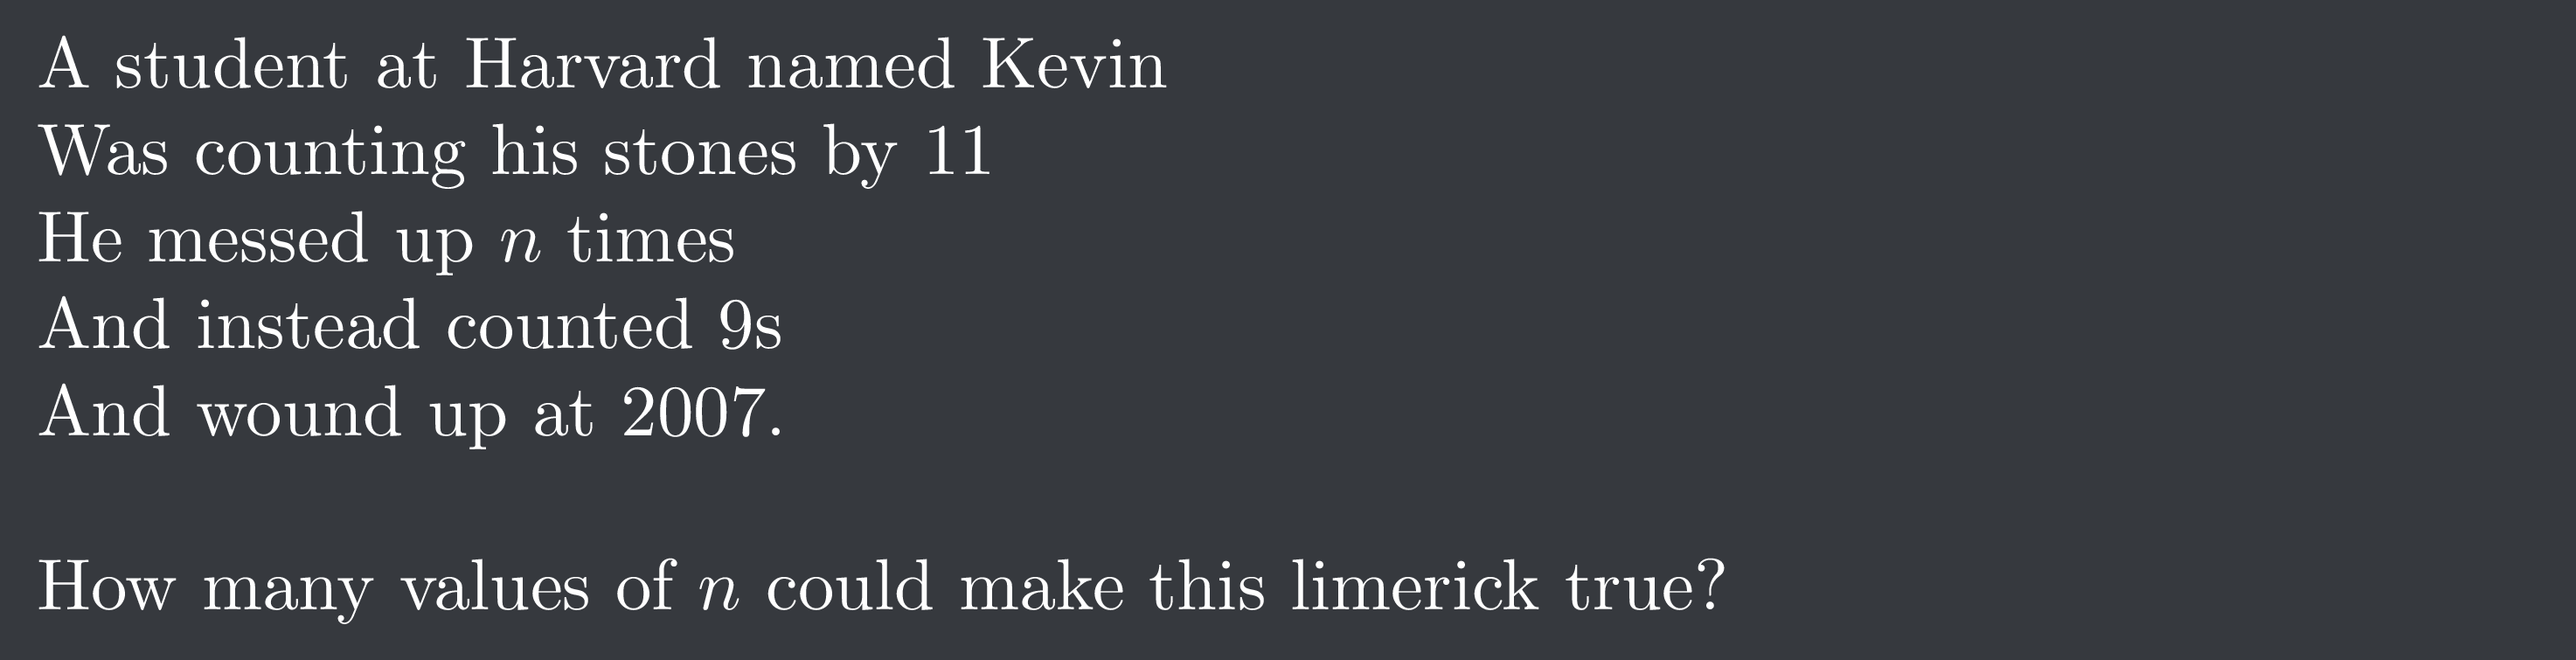 A student at Harvard named Kevin
Was counting his stones by 11
He messed up n times
And instead counted 9s
And wound up at 2007.
How many values of n could make this limerick true?